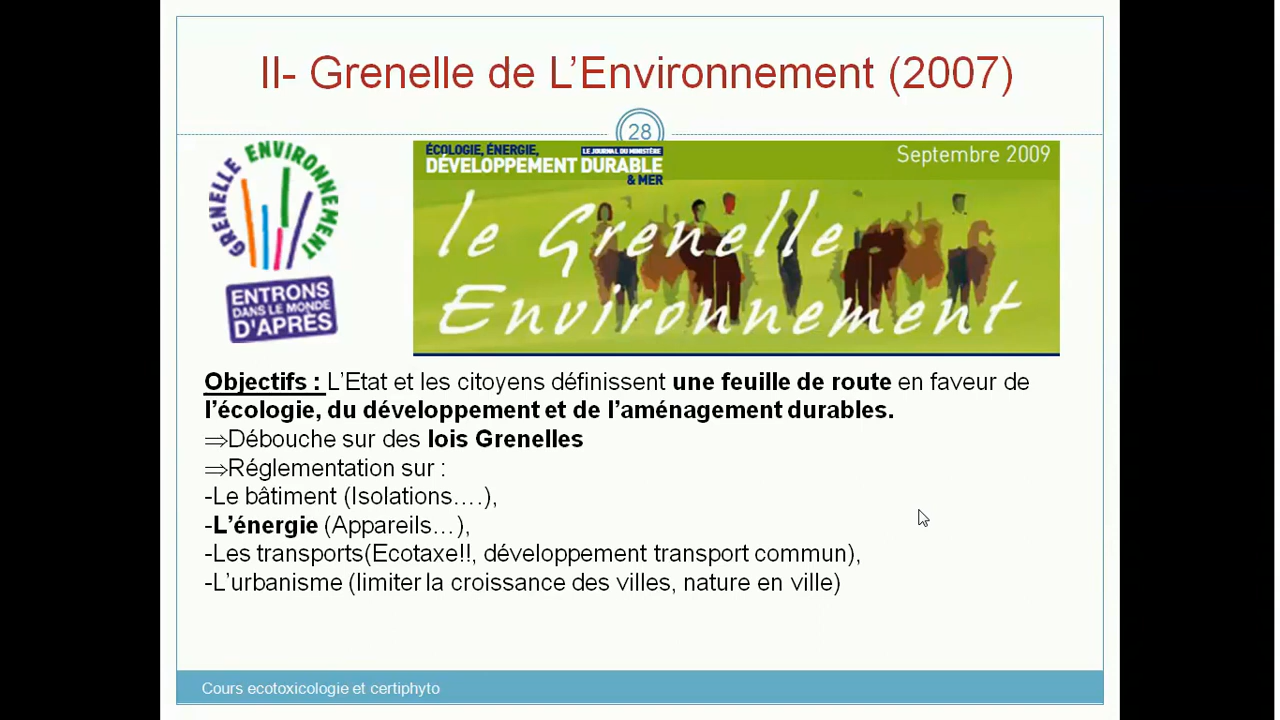 II- Grenelle de L’Environnement (2007)
28
GRENELLE ENVIRONNEMENT
ENTRONS
DANS LE MONDE
D'APRÈS
ÉCOLOGIE, ÉNERGIE,
LE JOURNAL DU MINISTÈRE
DÉVELOPPEMENT DURABLE
& MER
Septembre 2009
le Grenelle
Environnement
Objectifs : L’Etat et les citoyens définissent une feuille de route en faveur de
l’écologie, du développement et de l’aménagement durables.
⇒Débouche sur des lois Grenelles
⇒Réglementation sur :
-Le bâtiment (Isolations….),
-L’énergie (Appareils…),
-Les transports(Ecotaxe!!, développement transport commun),
-L’urbanisme (limiter la croissance des villes, nature en ville)
Cours ecotoxicologie et certiphyto